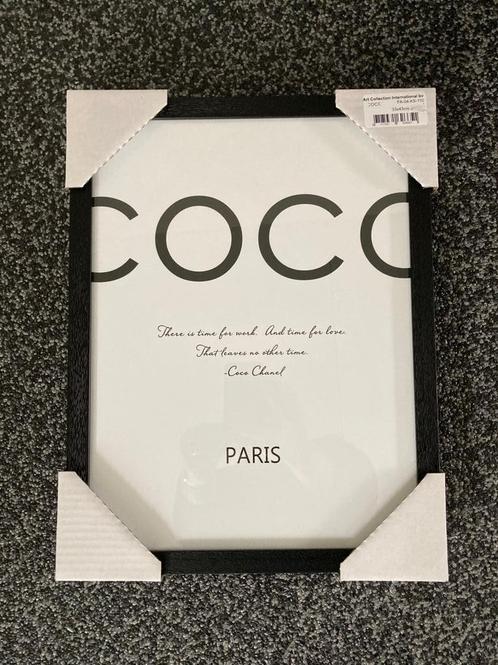 Art Collection International bv
COCO
There is time for work. And time for love.
That leaves no other time.
-Coco Chanel
PARIS